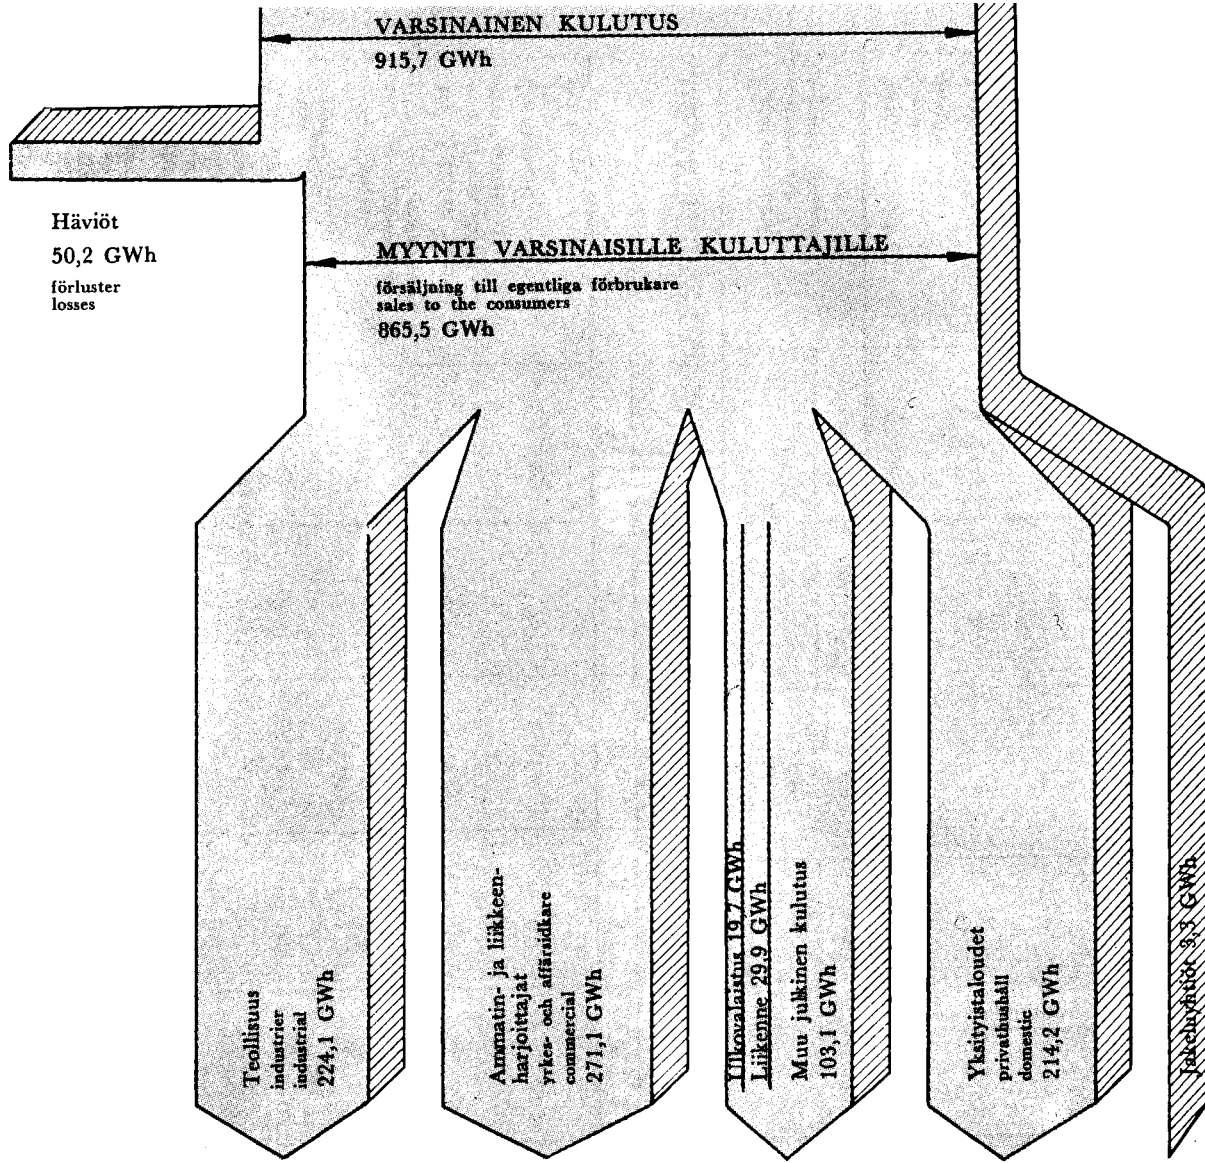 VARSINAINEN KULUTUS
915,7 GWh
Häviöt
50,2 GWh
förluster
losses
MYYNTI VARSINAISILLE KULUTTAJILLE
försäljning till egentliga förbrukare
sales to the consumers
865,5 GWh
Teollisuus
industrier
industrial
224,1 GWh
Ammatin- ja liikkeen-
harjoittajat
yrkes- och affärsidkare
commercial
271,1 GWh
Ulkovalaistus 19,7 GWh
Liikenne 29,9 GWh
Muu julkinen kulutus
103,1 GWh
Yksityistaloudet
privathushåll
domestic
214,2 GWh
Jakeluyhtiöt 3,3 GWh